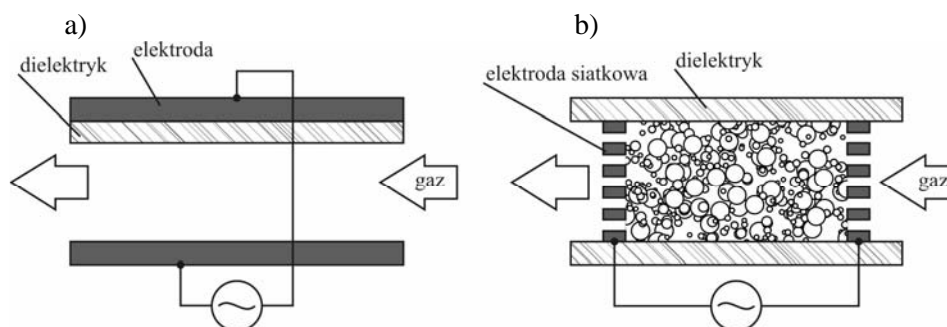 a)
b)
elektroda
dielektryk
dielektryk
elektroda siatkowa
gaz
gaz